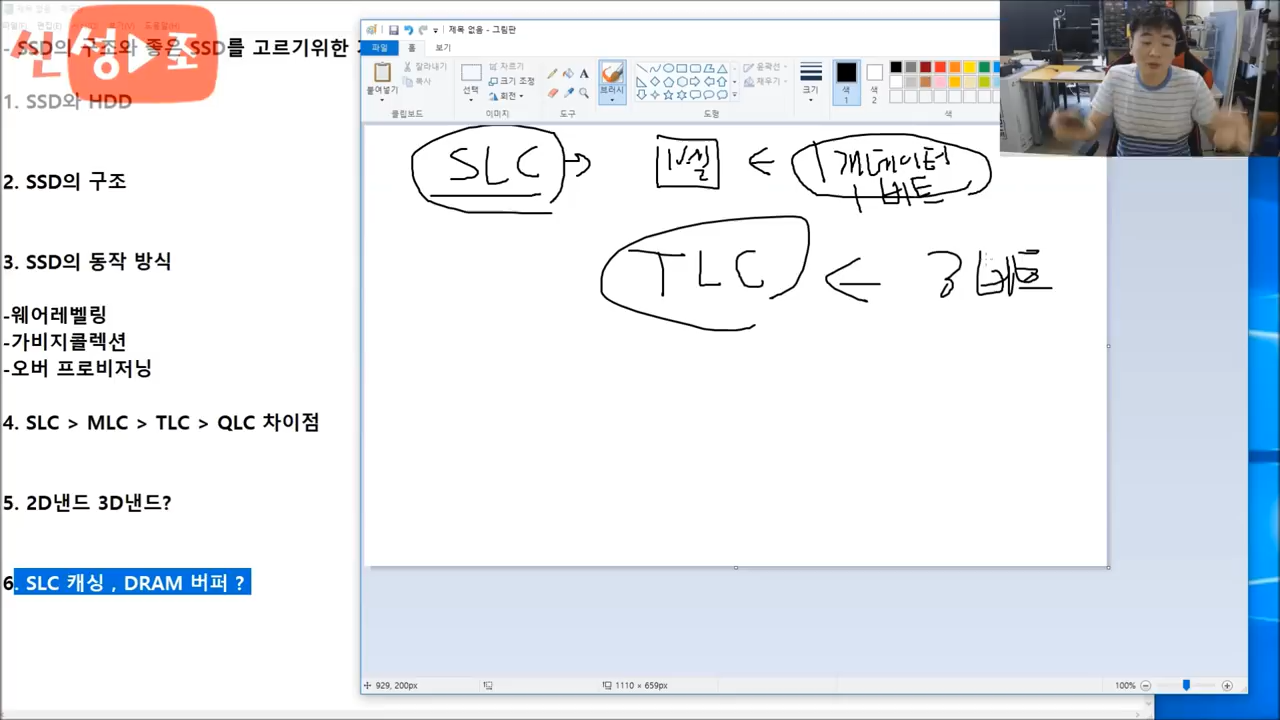 신성조
- SSD의 구조와 좋은 SSD를 고르기위한
1. SSD와 HDD
2. SSD의 구조
3. SSD의 동작 방식
-웨어레벨링
-가비지콜렉션
-오버 프로비저닝
4. SLC > MLC > TLC > QLC 차이점
5. 2D낸드 3D낸드?
6. SLC 캐싱 , DRAM 버퍼 ?
제목 없음 - 그림판
파일 홈 보기
붙여넣기
잘라내기
복사
클립보드
선택
자르기
크기 조정
회전
이미지
도구
브러시
윤곽선
채우기
도형
크기
색 1
색 2
색
SLC → 1셀 ← 1개데이터
1 비트
TLC ← 3 비트
929, 200px
1110 × 659px
100%